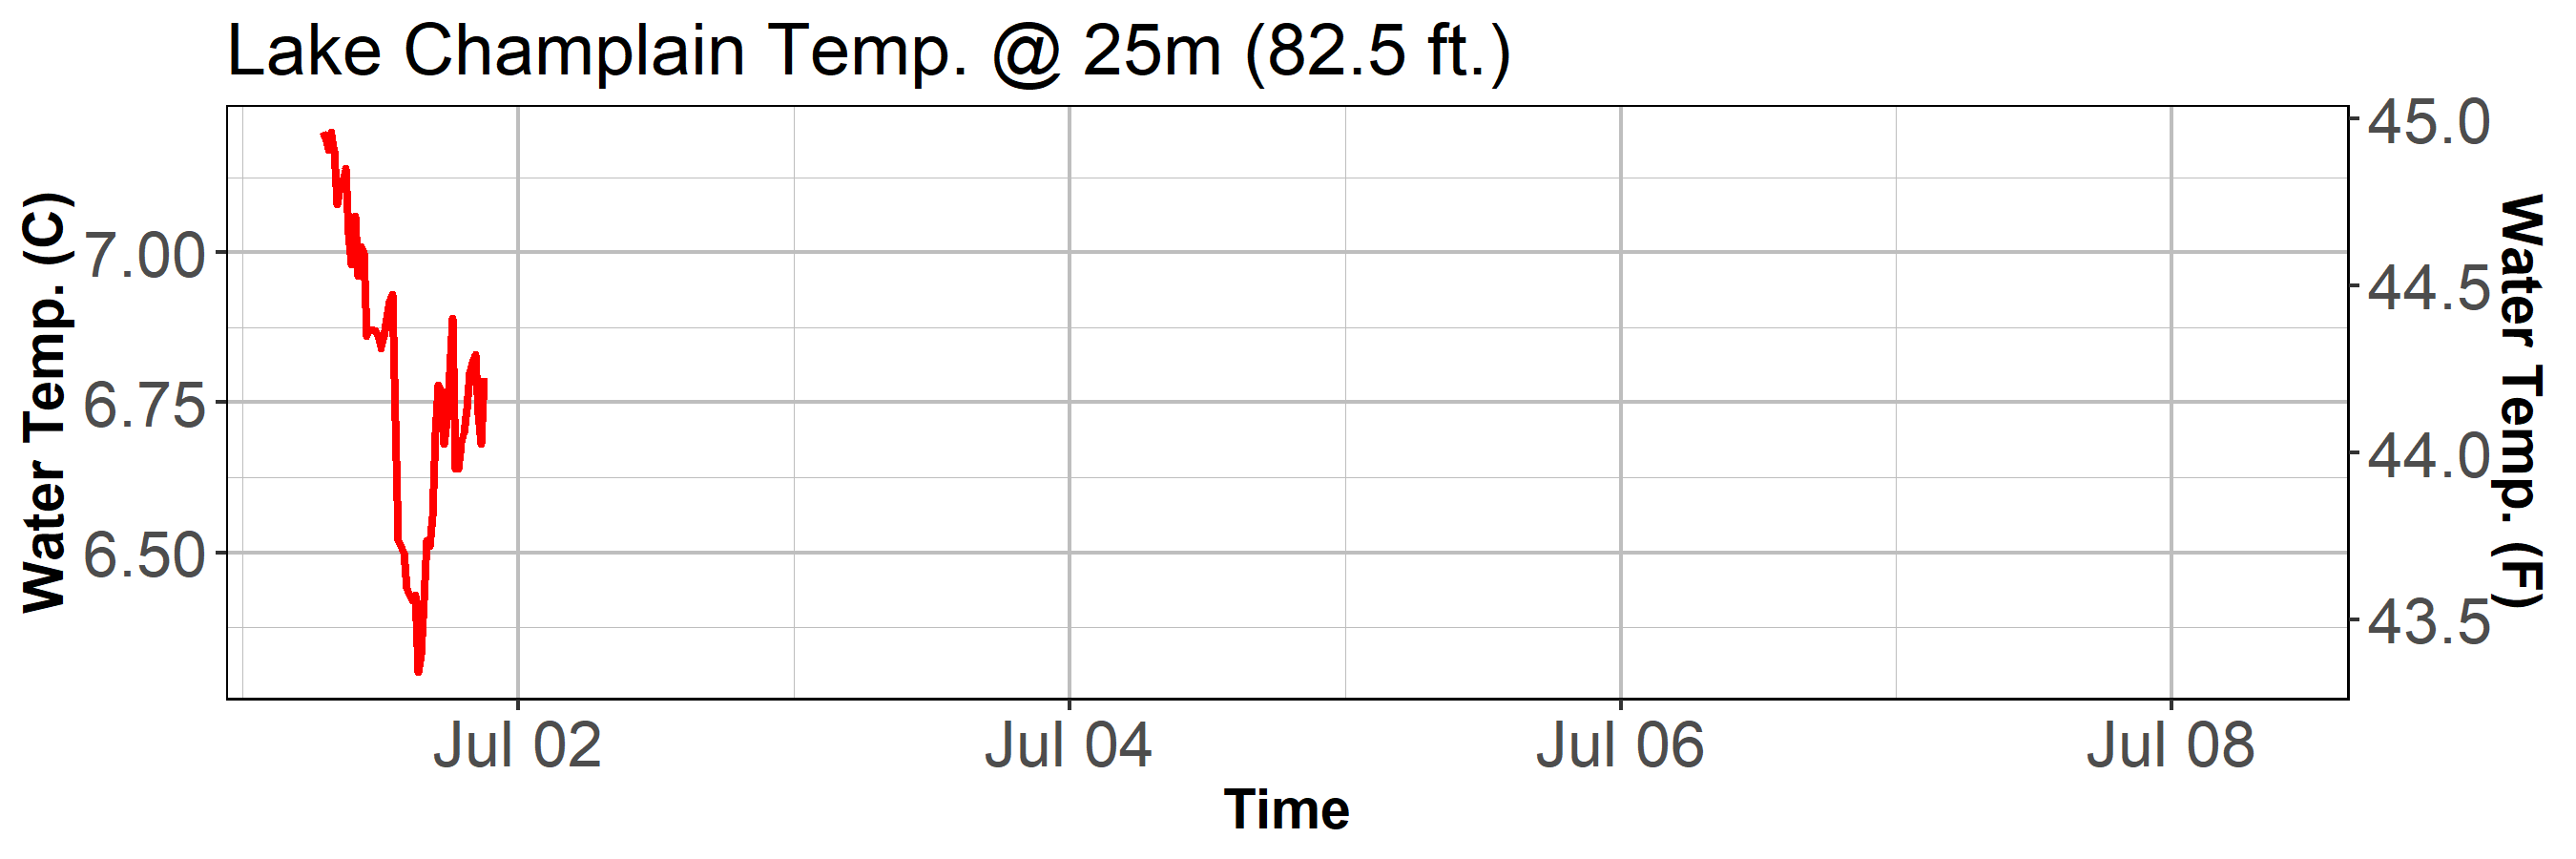 Lake Champlain Temp. @ 25m (82.5 ft.)
Water Temp. (C)
7.00
6.75
6.50
45.0
44.5
44.0
43.5
Water Temp. (F)
Jul 02 Jul 04 Jul 06 Jul 08
Time